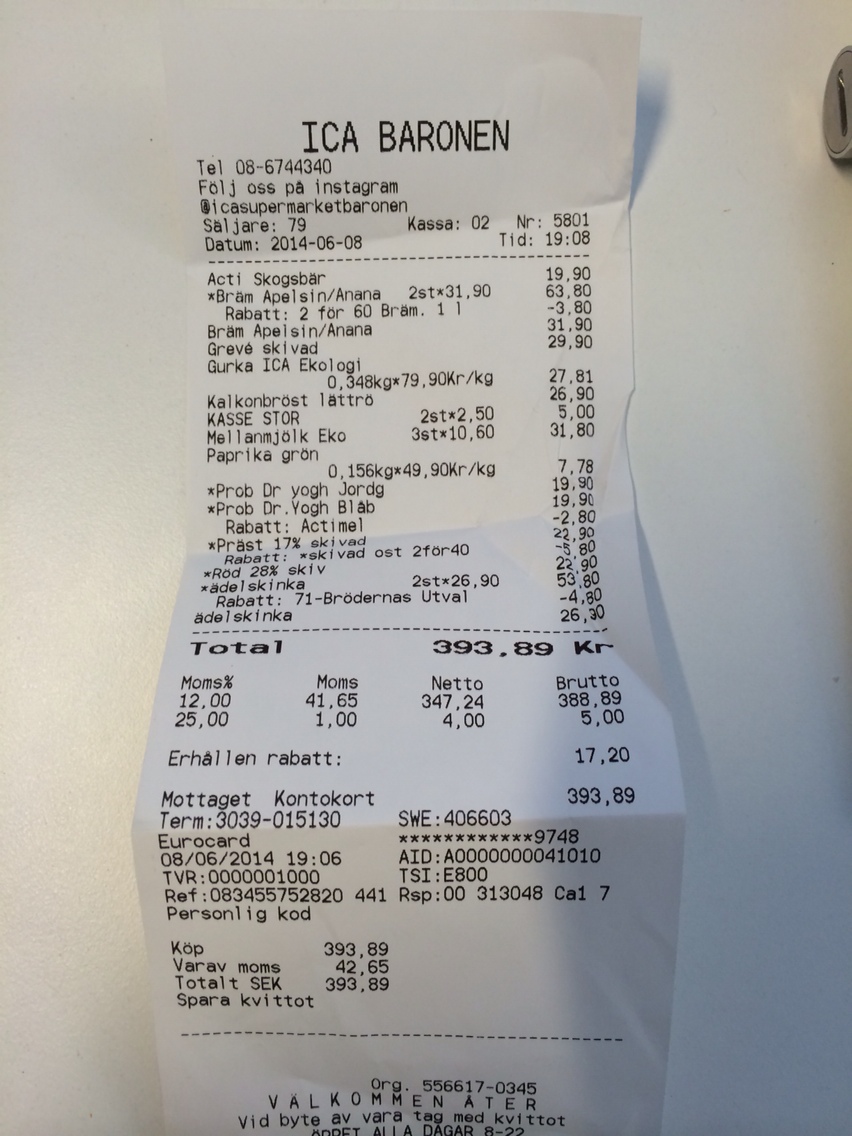 ICA BARONEN
Tel 08-6744340
Följ oss på instagram
@icasupermarketbaronen
Säljare: 79 Kassa: 02 Nr: 5801
Datum: 2014-06-08 Tid: 19:08
Acti Skogsbär 19,90
*Bräm Apelsin/Anana 2st*31,90 63,80
Rabatt: 2 för 60 Bräm. 1 l -3,80
Bräm Apelsin/Anana 31,90
Grevé skivad 29,90
Gurka ICA Ekologi
0,348kg*79,90Kr/kg 27,81
Kalkonbröst lättrö 26,90
KASSE STOR 2st*2,50 5,00
Mellanmjölk Eko 3st*10,60 31,80
Paprika grön
0,156kg*49,90Kr/kg 7,78
*Prob Dr yogh Jordg 19,90
*Prob Dr.Yogh Blåb 19,90
Rabatt: Actimel -2,80
*Präst 17% skivad 22,90
Rabatt: *skivad ost 2för40 -5,80
*Röd 28% skiv 22,90
*ädelskinka 2st*26,90 53,80
Rabatt: 71-Brödernas Utval -4,80
ädelskinka 26,30
Total 393,89 Kr
Moms% Moms Netto Brutto
12,00 41,65 347,24 388,89
25,00 1,00 4,00 5,00
Erhållen rabatt: 17,20
Mottaget Kontokort 393,89
Term:3039-015130 SWE:406603
Eurocard ************9748
08/06/2014 19:06 AID:A0000000041010
TVR:0000001000 TSI:E800
Ref:083455752820 441 Rsp:00 313048 Ca1 7
Personlig kod
Köp 393,89
Varav moms 42,65
Totalt SEK 393,89
Spara kvittot
Org. 556617-0345
VÄLKOMMEN ÅTER
Vid byte av vara tag med kvittot
ÖPPET ALLA DAGAR 8-22